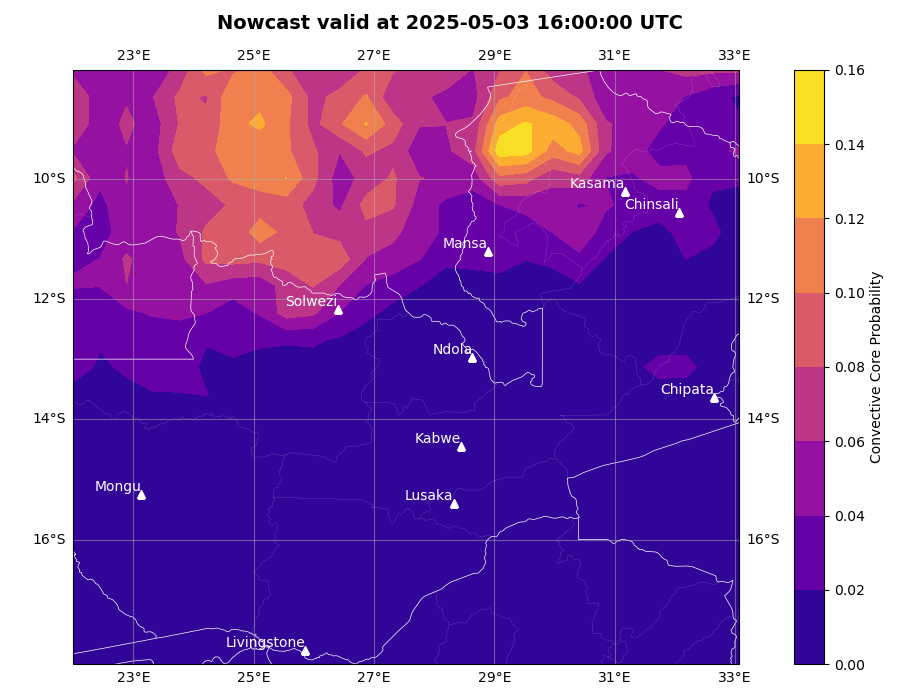 Nowcast valid at 2025-05-03 16:00:00 UTC
23°E 25°E 27°E 29°E 31°E 33°E
0.16
0.14
0.12
0.10
0.08
0.06
0.04
0.02
0.00
Convective Core Probability
10°S 10°S
12°S 12°S
14°S 14°S
16°S 16°S
Kasama
Chinsali
Mansa
Solwezi
Ndola
Chipata
Kabwe
Mongu
Lusaka
Livingstone
23°E 25°E 27°E 29°E 31°E 33°E